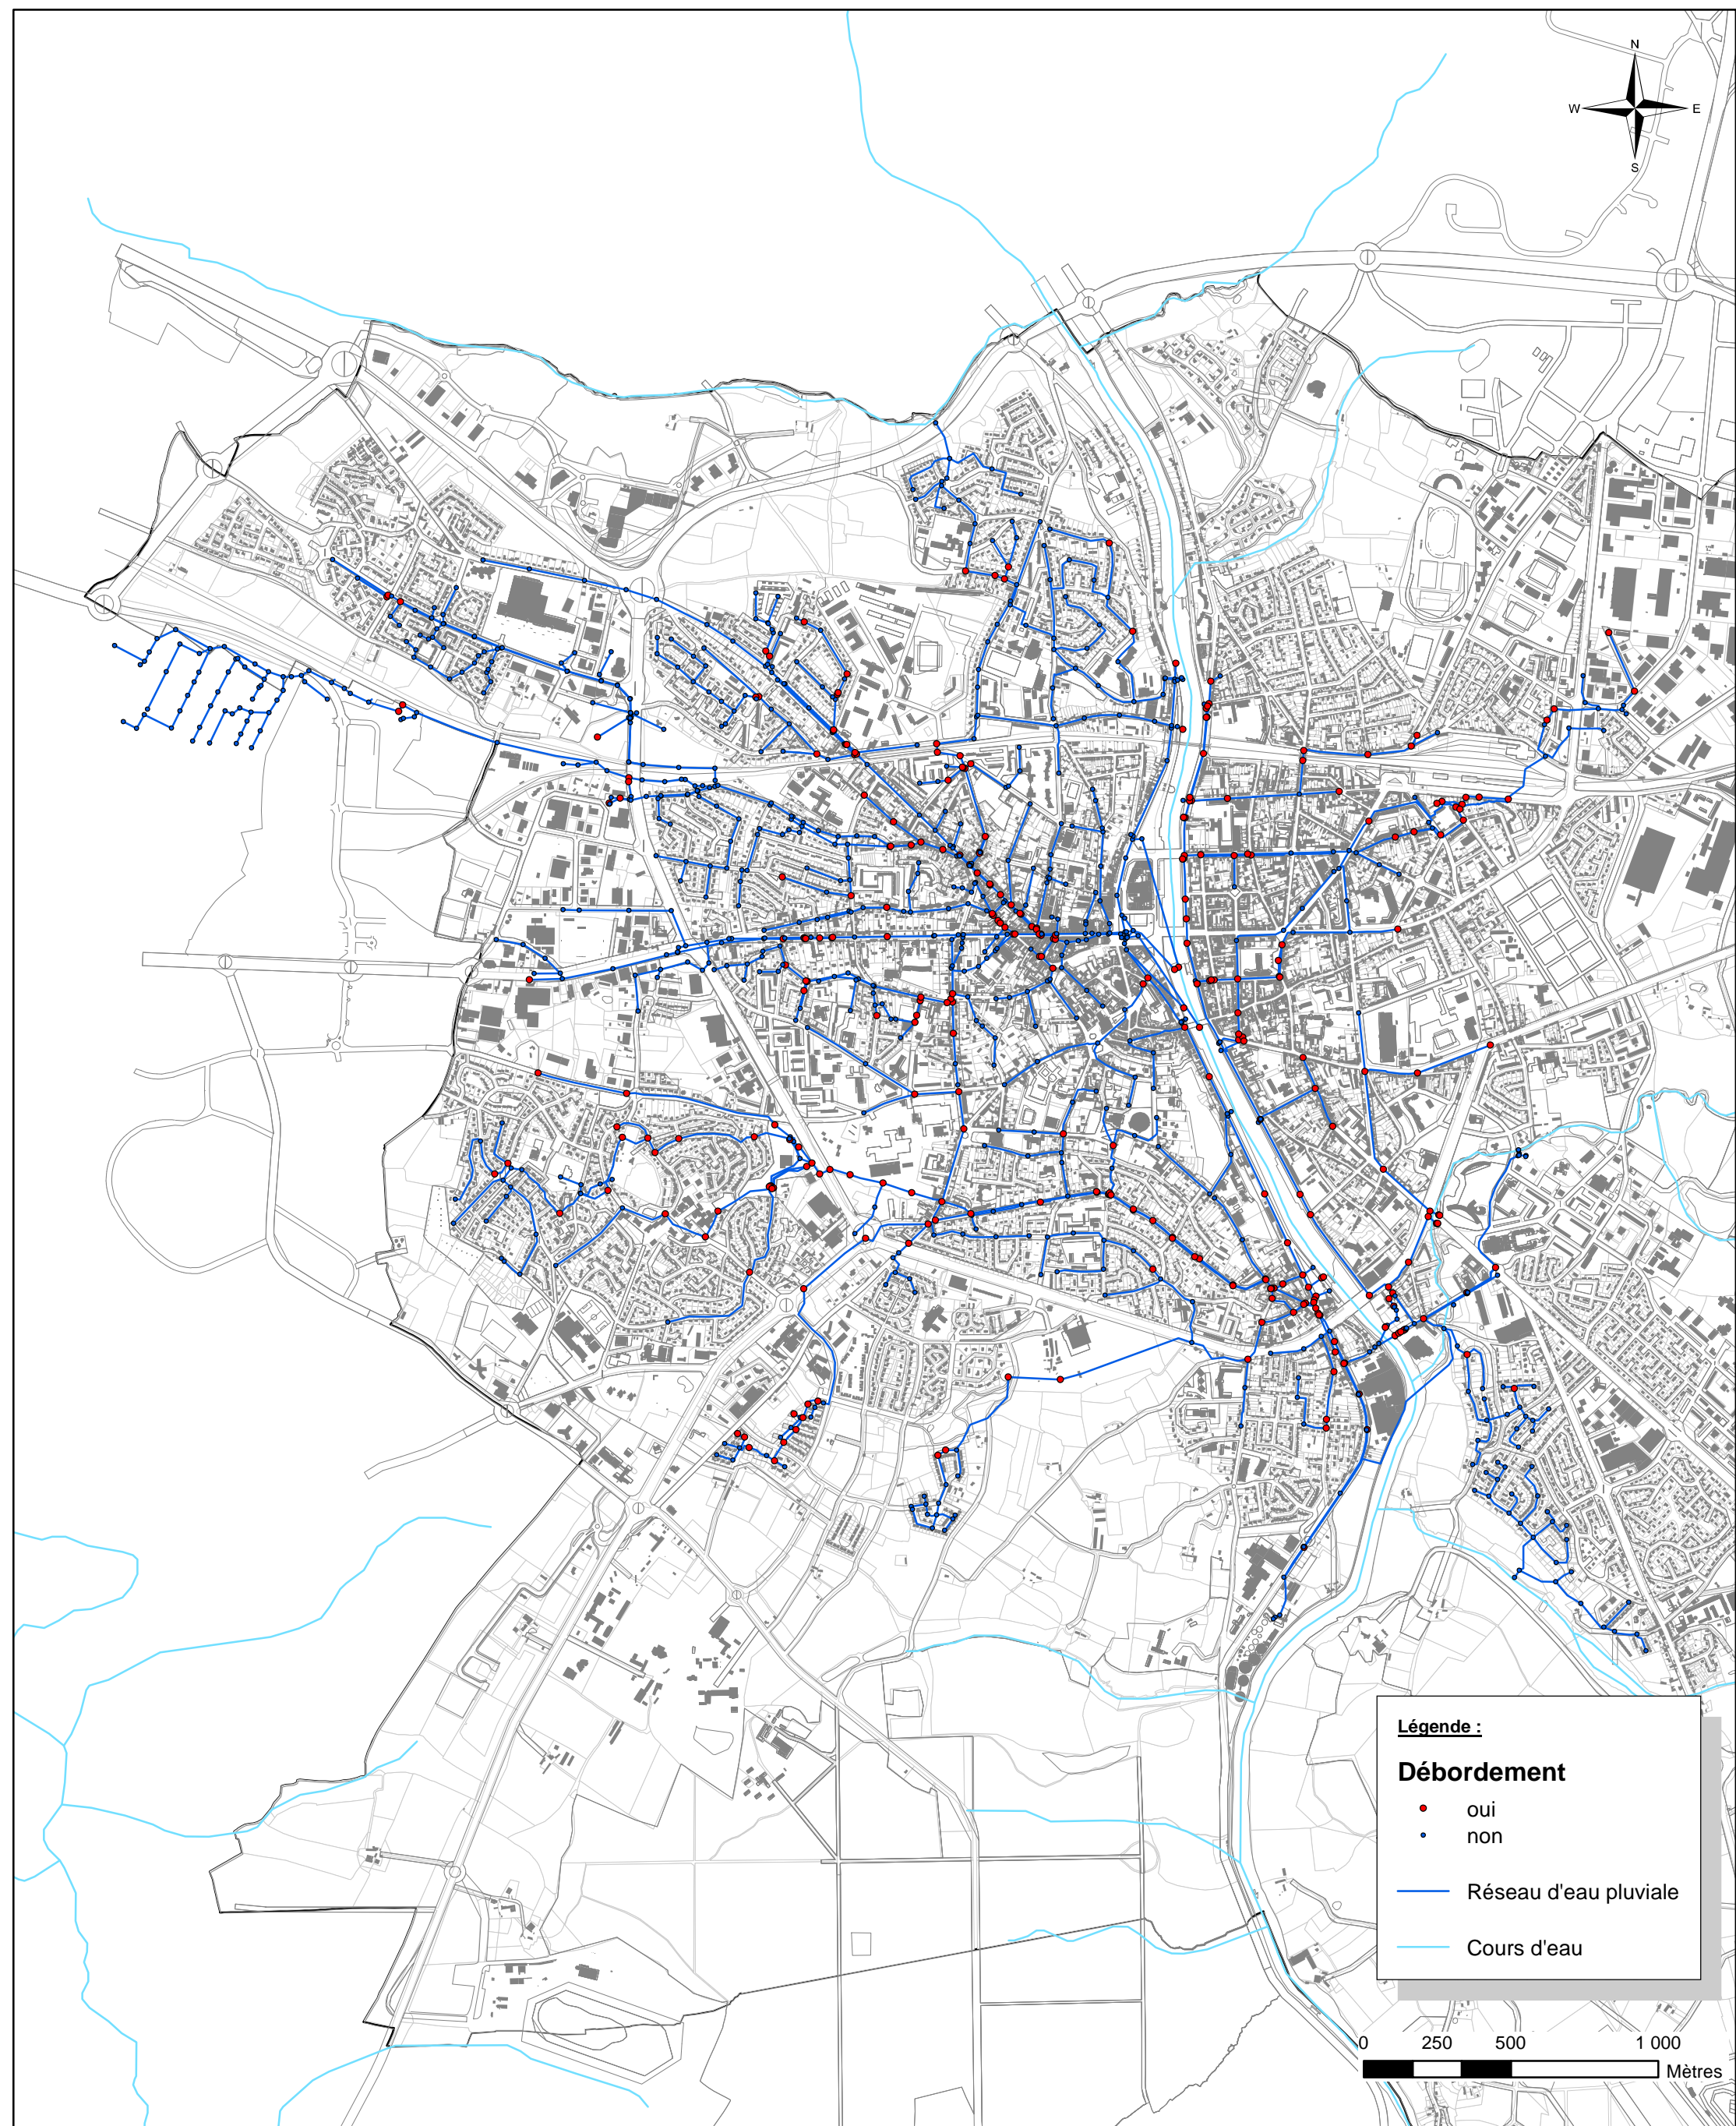 N
W E
S
Légende :
Débordement
oui
non
Réseau d'eau pluviale
Cours d'eau
0 250 500 1 000
Mètres